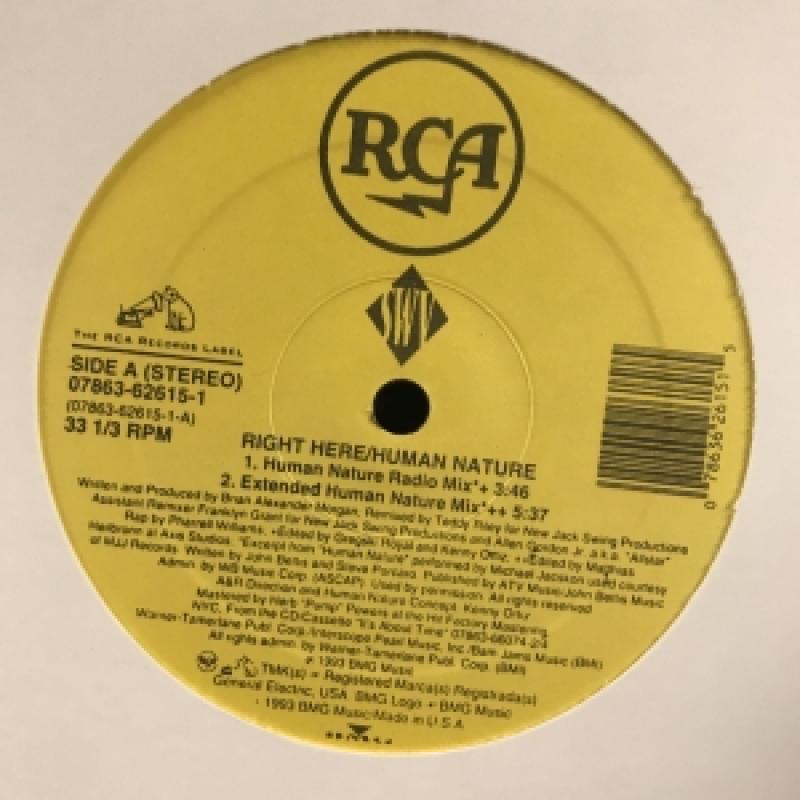 RCA
SWV
THE RCA RECORDS LABEL
SIDE A (STEREO)
07863-62615-1
(07863-62615-1-A)
33 1/3 RPM
RIGHT HERE/HUMAN NATURE
1. Human Nature Radio Mix*+ 3:46
2. Extended Human Nature Mix*++ 5:37
Written and Produced by Brian Alexander Morgan, Remixed by Teddy Riley for New Jack Swing Productions
Assistant Remixer Franklyn Grant for New Jack Swing Productions and Allen Gordon Jr. a.k.a. "Allstar"
Rap by Pharrell Williams, +Edited by Gregski Royal and Kenny Ortiz, ++Edited by Matthias
Heilbronn at Axis Studios. *Excerpt from "Human Nature" performed by Michael Jackson used courtesy
of MJJ Records. Written by John Bettis and Steve Porcaro. Published by ATV Music/John Bettis Music
Admin. by WB Music Corp. (ASCAP). Used by permission. All rights reserved
A&R Direction and Human Nature Concept: Kenny Ortiz
Mastered by Herb "Pump" Powers at the Hit Factory Mastering,
NYC. From the CD/Cassette "It's About Time" 07863-66074-2/4
Warner-Tamerlane Publ. Corp./Interscope Pearl Music, Inc./Bam Jams Music (BMI)
All rights admin. by Warner-Tamerlane Publ. Corp. (BMI)
℗ 1993 BMG Music
TMK(s) ® Registered Marca(s) Registrada(s)
General Electric, USA BMG Logo ® BMG Music
1993 BMG Music/Made in U.S.A.
0 78636 26151 5